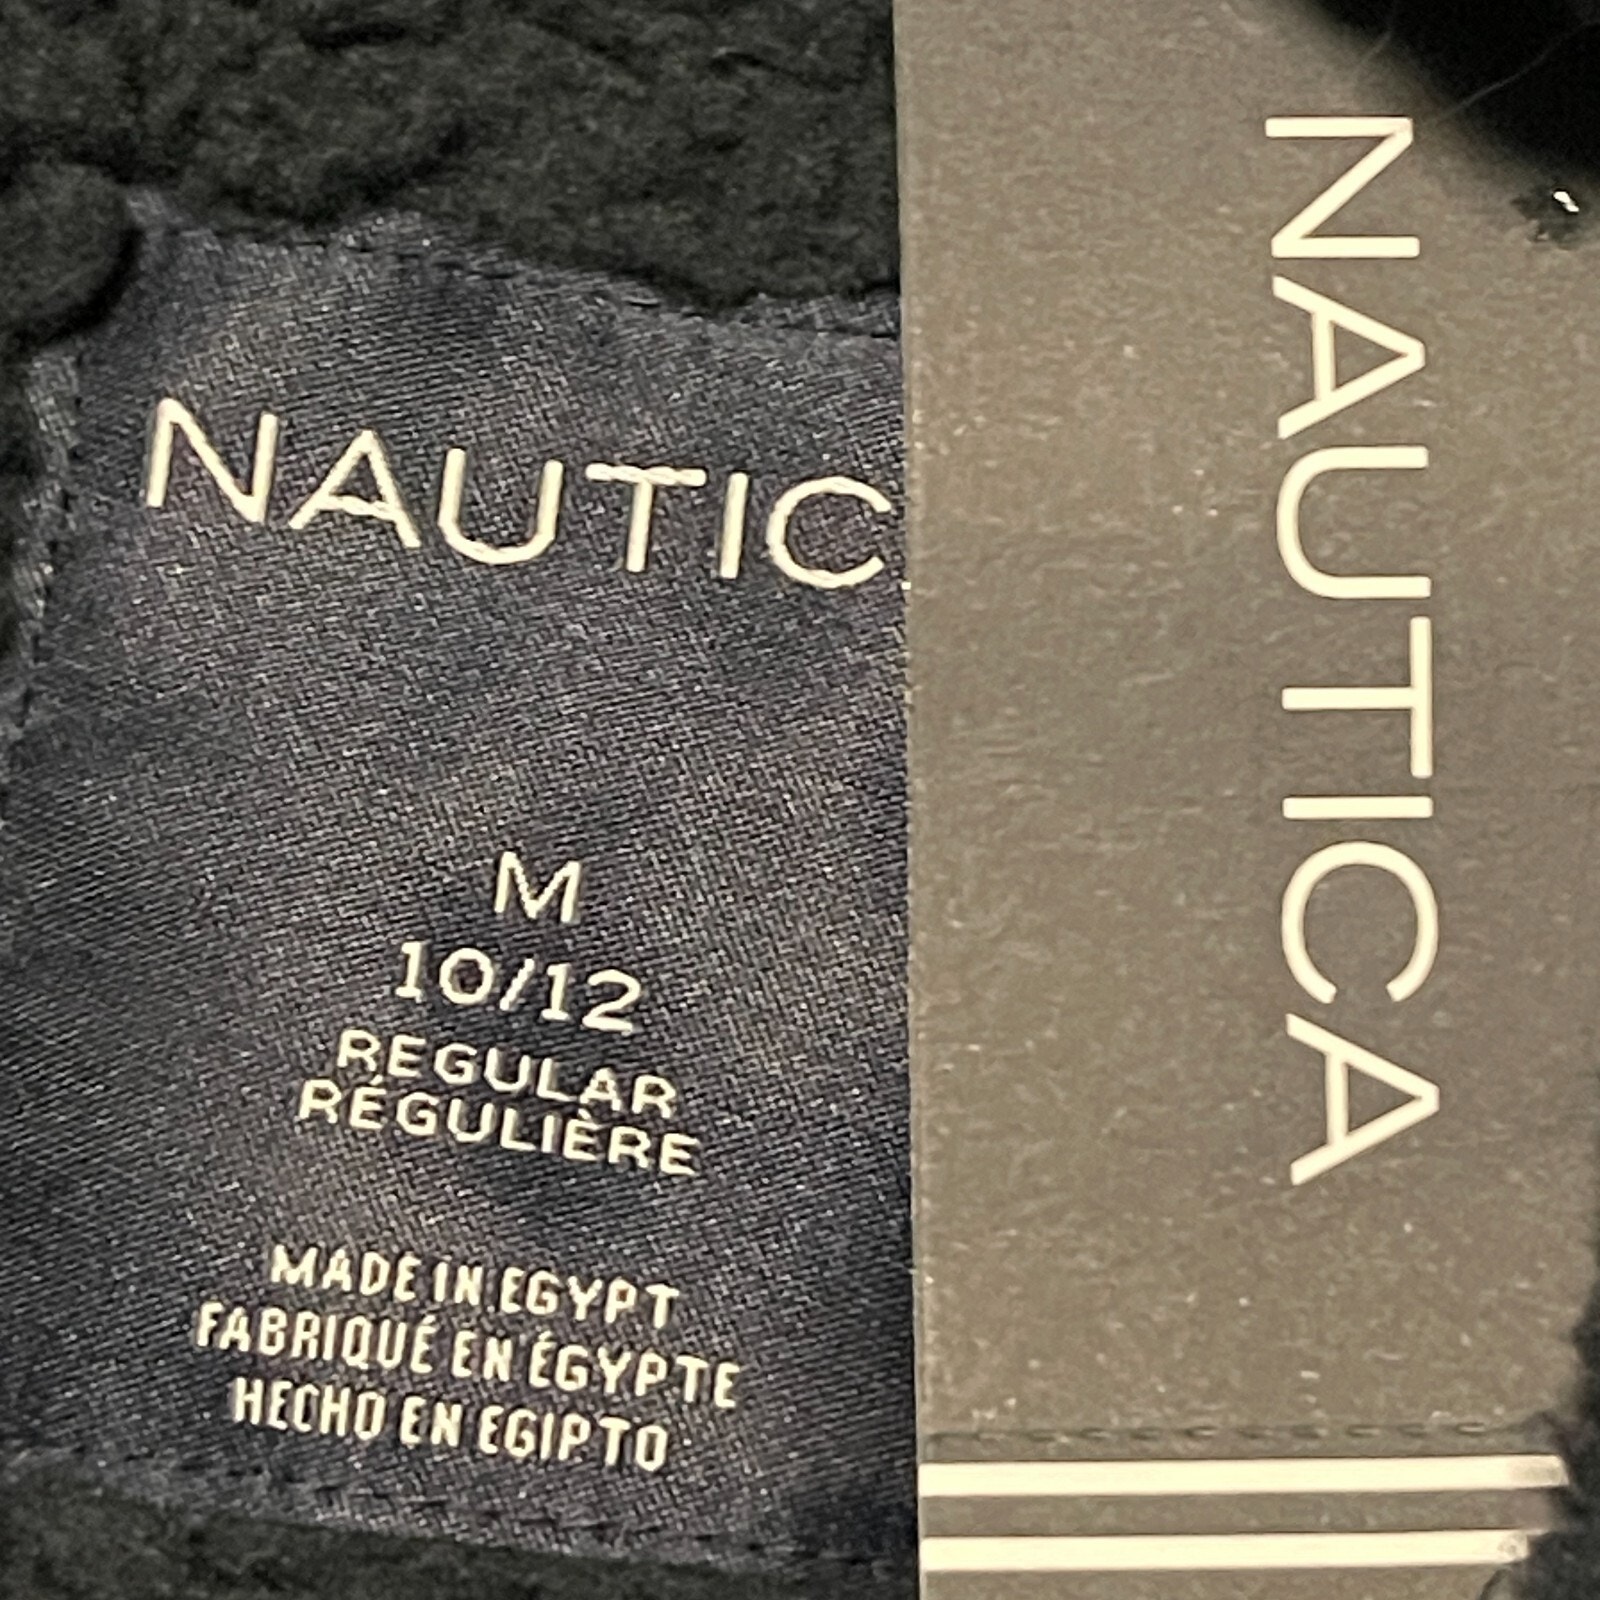 NAUTIC
M
10/12
REGULAR
RÉGULIÈRE
MADE IN EGYPT
FABRIQUÉ EN ÉGYPTE
HECHO EN EGIPTO
NAUTICA